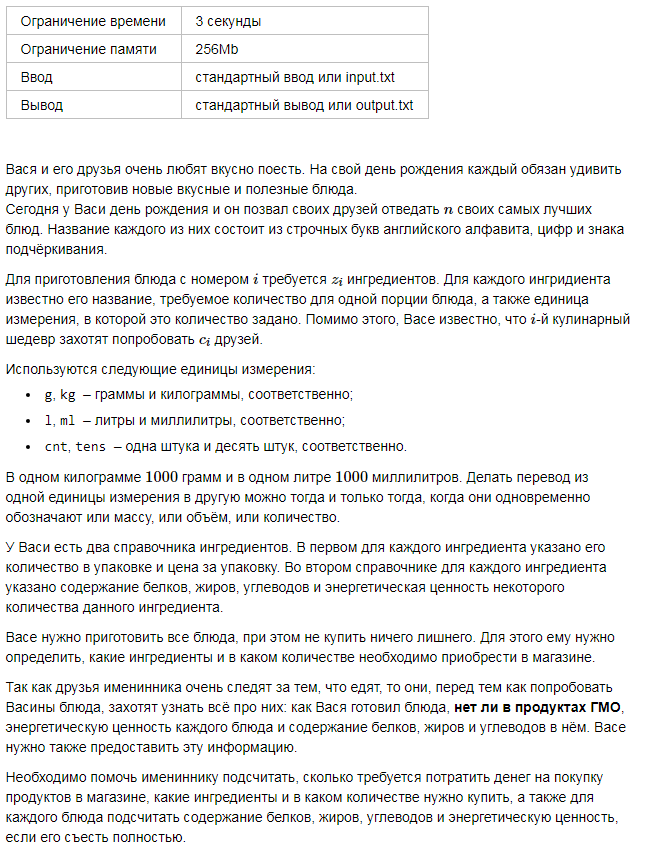 Ограничение времени 3 секунды
Ограничение памяти 256Mb
Ввод стандартный ввод или input.txt
Вывод стандартный вывод или output.txt
Вася и его друзья очень любят вкусно поесть. На свой день рождения каждый обязан удивить
других, приготовив новые вкусные и полезные блюда.
Сегодня у Васи день рождения и он позвал своих друзей отведать n своих самых лучших
блюд. Название каждого из них состоит из строчных букв английского алфавита, цифр и знака
подчёркивания.
Для приготовления блюда с номером i требуется zᵢ ингредиентов. Для каждого ингридиента
известно его название, требуемое количество для одной порции блюда, а также единица
измерения, в которой это количество задано. Помимо этого, Васе известно, что i-й кулинарный
шедевр захотят попробовать cᵢ друзей.
Используются следующие единицы измерения:
• g, kg – граммы и килограммы, соответственно;
• l, ml – литры и миллилитры, соответственно;
• cnt, tens – одна штука и десять штук, соответственно.
В одном килограмме 1000 грамм и в одном литре 1000 миллилитров. Делать перевод из
одной единицы измерения в другую можно тогда и только тогда, когда они одновременно
обозначают или массу, или объём, или количество.
У Васи есть два справочника ингредиентов. В первом для каждого ингредиента указано его
количество в упаковке и цена за упаковку. Во втором справочнике для каждого ингредиента
указано содержание белков, жиров, углеводов и энергетическая ценность некоторого
количества данного ингредиента.
Васе нужно приготовить все блюда, при этом не купить ничего лишнего. Для этого ему нужно
определить, какие ингредиенты и в каком количестве необходимо приобрести в магазине.
Так как друзья именинника очень следят за тем, что едят, то они, перед тем как попробовать
Васины блюда, захотят узнать всё про них: как Вася готовил блюда, нет ли в продуктах ГМО,
энергетическую ценность каждого блюда и содержание белков, жиров и углеводов в нём. Васе
нужно также предоставить эту информацию.
Необходимо помочь имениннику подсчитать, сколько требуется потратить денег на покупку
продуктов в магазине, какие ингредиенты и в каком количестве нужно купить, а также для
каждого блюда подсчитать содержание белков, жиров, углеводов и энергетическую ценность,
если его съесть полностью.